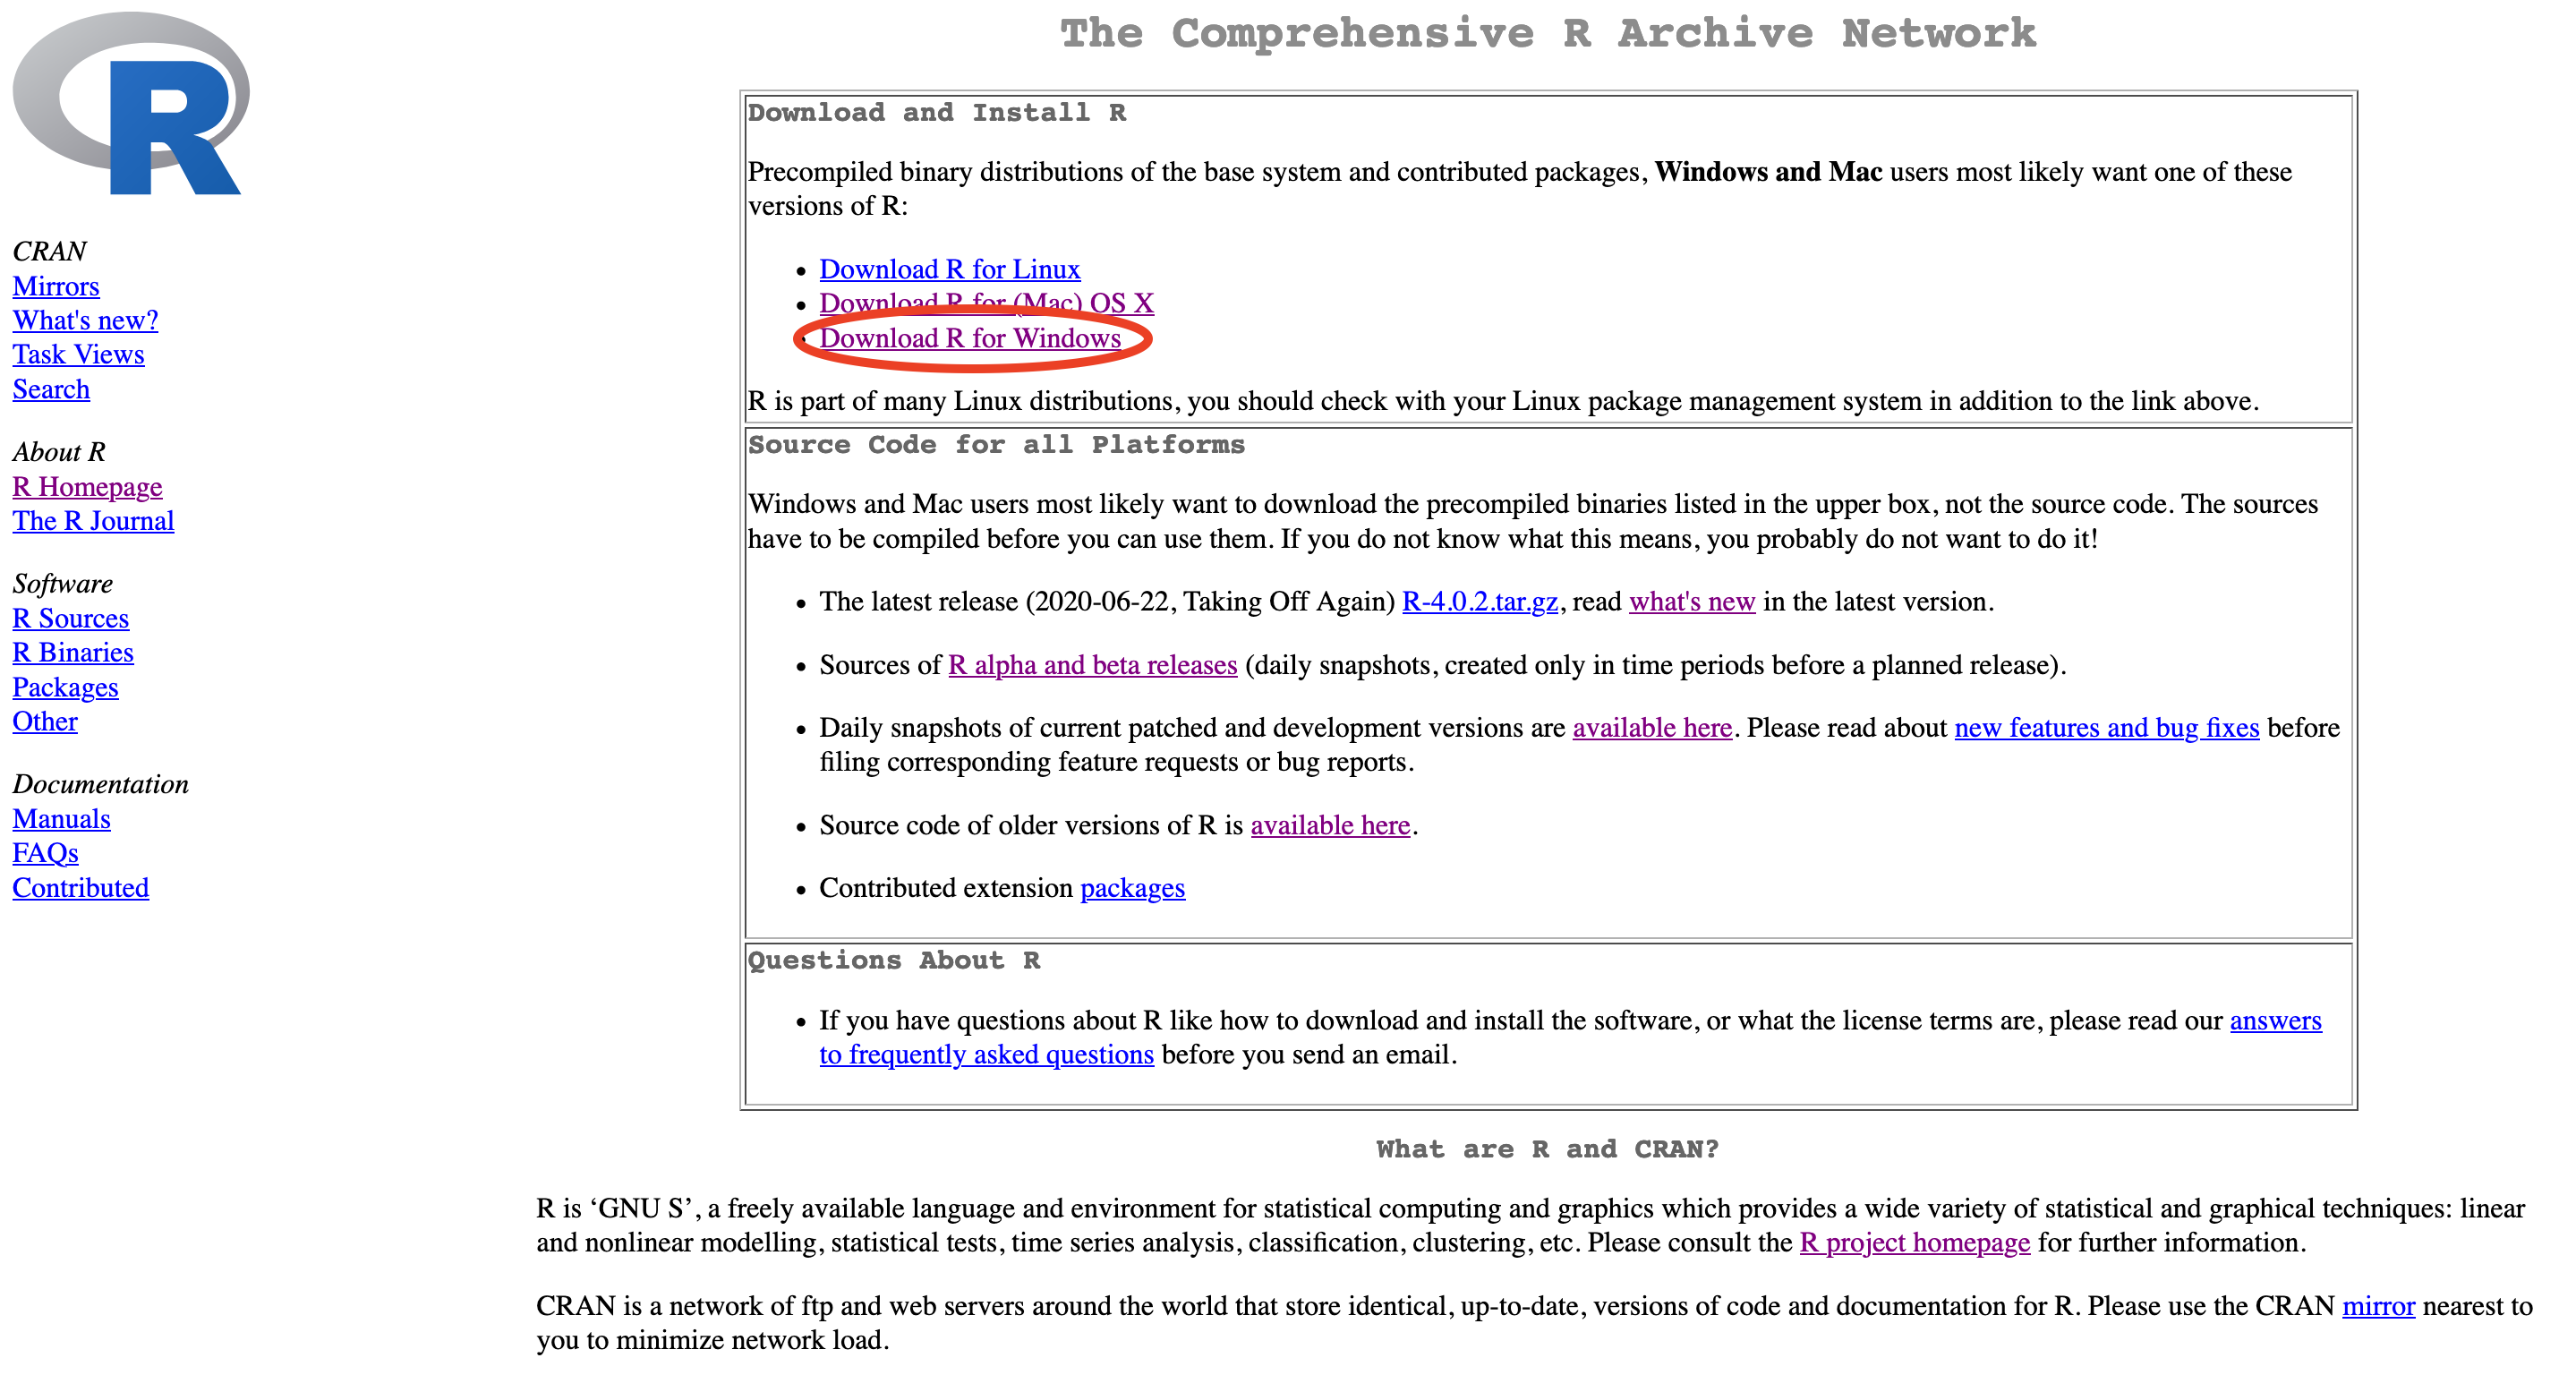 R
CRAN
Mirrors
What's new?
Task Views
Search
About R
R Homepage
The R Journal
Software
R Sources
R Binaries
Packages
Other
Documentation
Manuals
FAQs
Contributed
The Comprehensive R Archive Network
Download and Install R
Precompiled binary distributions of the base system and contributed packages, Windows and Mac users most likely want one of these
versions of R:
Download R for Linux
Download R for (Mac) OS X
Download R for Windows
R is part of many Linux distributions, you should check with your Linux package management system in addition to the link above.
Source Code for all Platforms
Windows and Mac users most likely want to download the precompiled binaries listed in the upper box, not the source code. The sources
have to be compiled before you can use them. If you do not know what this means, you probably do not want to do it!
The latest release (2020-06-22, Taking Off Again) R-4.0.2.tar.gz, read what's new in the latest version.
Sources of R alpha and beta releases (daily snapshots, created only in time periods before a planned release).
Daily snapshots of current patched and development versions are available here. Please read about new features and bug fixes before
filing corresponding feature requests or bug reports.
Source code of older versions of R is available here.
Contributed extension packages
Questions About R
If you have questions about R like how to download and install the software, or what the license terms are, please read our answers
to frequently asked questions before you send an email.
What are R and CRAN?
R is ‘GNU S’, a freely available language and environment for statistical computing and graphics which provides a wide variety of statistical and graphical techniques: linear
and nonlinear modelling, statistical tests, time series analysis, classification, clustering, etc. Please consult the R project homepage for further information.
CRAN is a network of ftp and web servers around the world that store identical, up-to-date, versions of code and documentation for R. Please use the CRAN mirror nearest to
you to minimize network load.